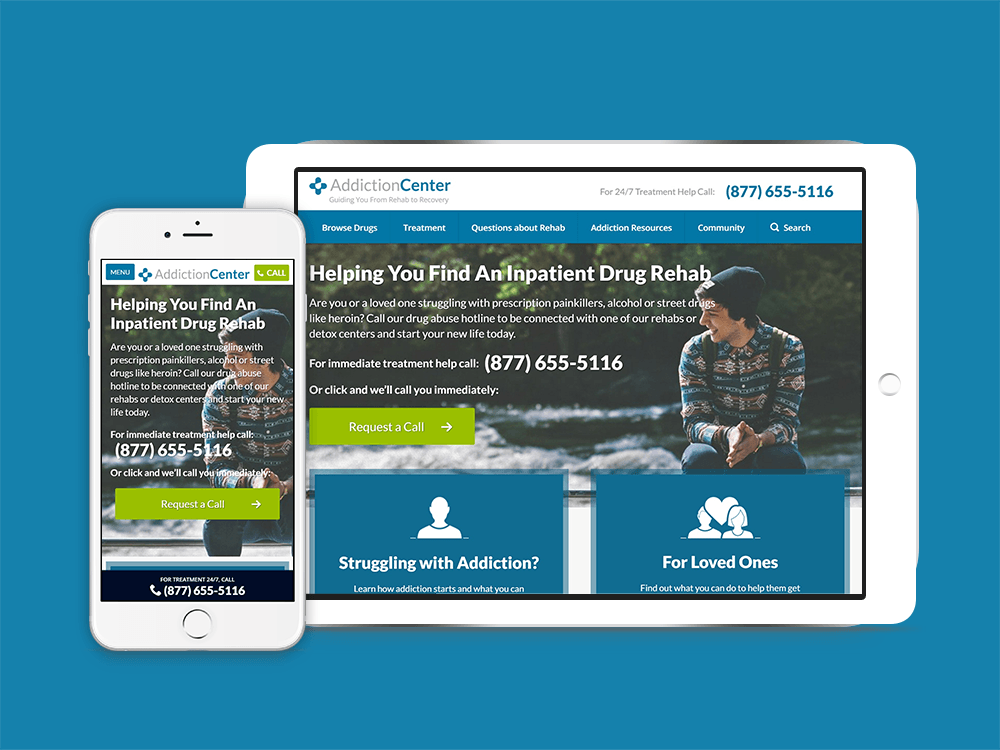 MENU
AddictionCenter
CALL
Helping You Find An
Inpatient Drug Rehab
Are you or a loved one struggling with
prescription painkillers, alcohol or street
drugs like heroin? Call our drug abuse
hotline to be connected with one of our
rehabs or detox centers and start your new
life today.
For immediate treatment help call:
(877) 655-5116
Or click and we'll call you immediately:
Request a Call
FOR TREATMENT 24/7, CALL
(877) 655-5116
AddictionCenter
Guiding You From Rehab to Recovery
For 24/7 Treatment Help Call: (877) 655-5116
Browse Drugs Treatment Questions about Rehab Addiction Resources Community Search
Helping You Find An Inpatient Drug Rehab
Are you or a loved one struggling with prescription painkillers, alcohol or street drugs
like heroin? Call our drug abuse hotline to be connected with one of our rehabs or
detox centers and start your new life today.
For immediate treatment help call: (877) 655-5116
Or click and we'll call you immediately:
Request a Call
Struggling with Addiction?
Learn how addiction starts and what you can
For Loved Ones
Find out what you can do to help them get